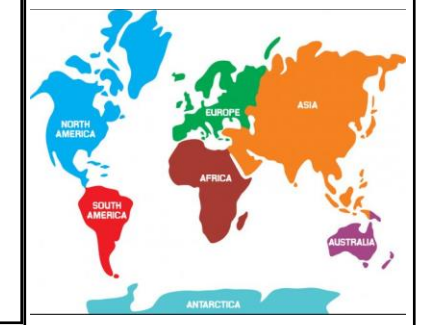 EUROPE
ASIA
NORTH
AMERICA
AFRICA
SOUTH
AMERICA
AUSTRALIA
ANTARCTICA